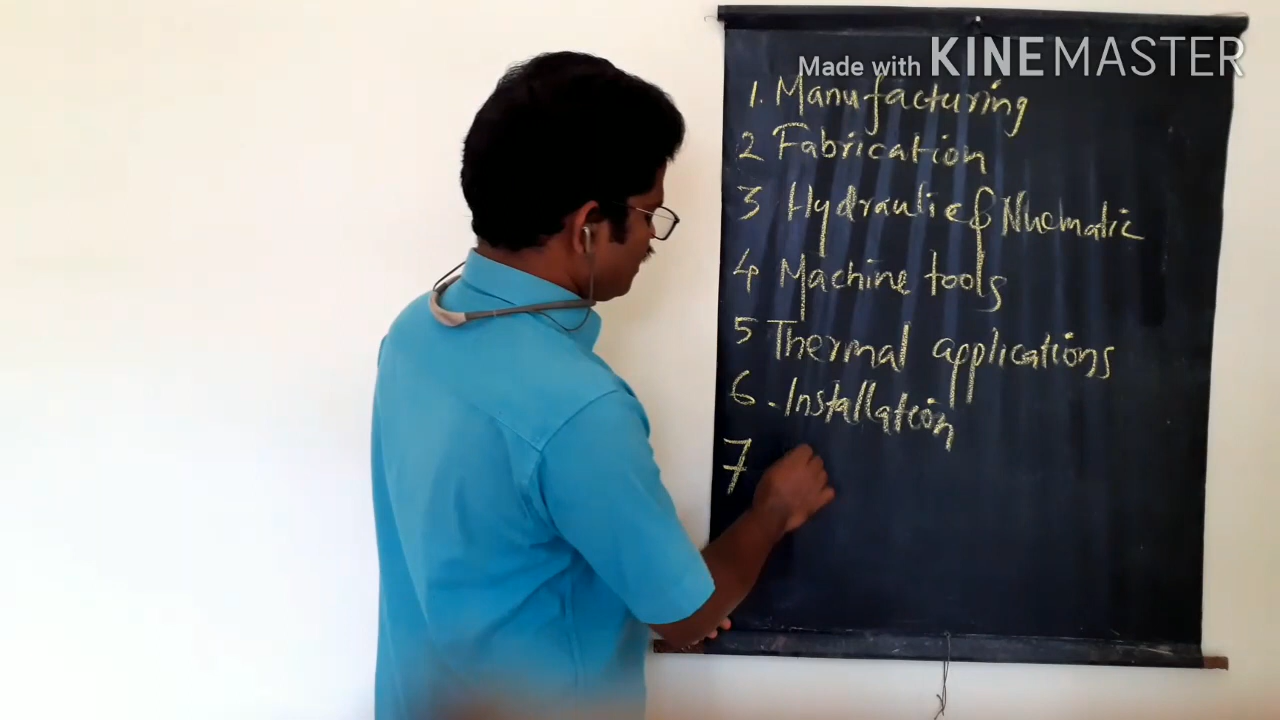 Made with KINEMASTER
1. Manufacturing
2 Fabrication
3 Hydraulic & Nuematic
4 Machine tools
5 Thermal applications
6. Installation
7